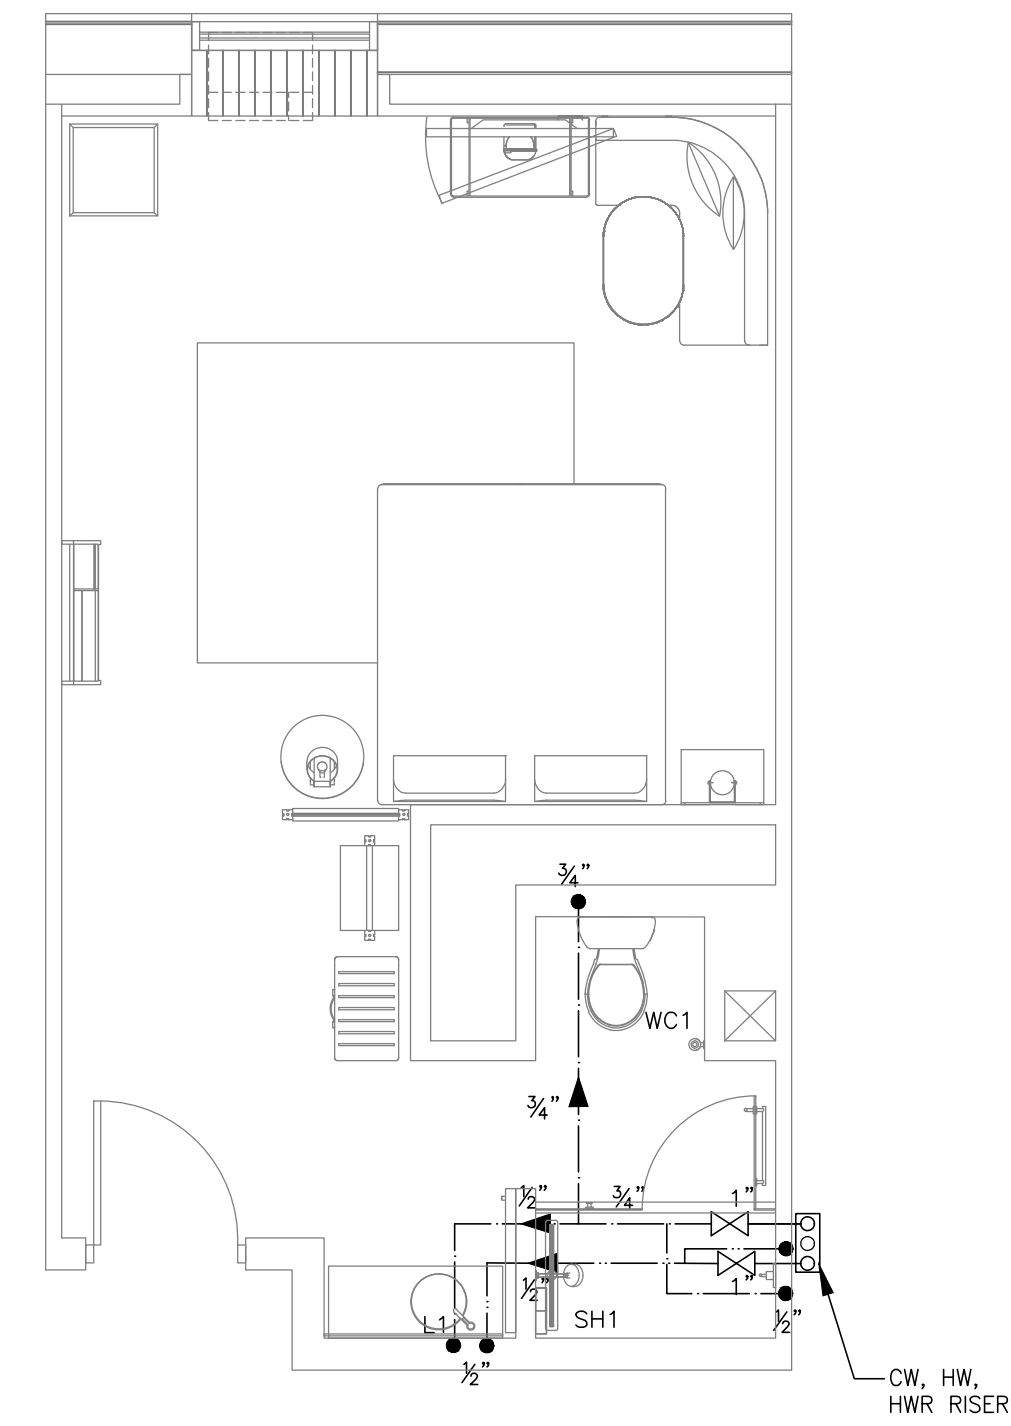 3/4"
WC1
3/4"
1/2"
3/4"
1"
1/2"
1"
L1
SH1
1/2"
1/2"
CW, HW,
HWR RISER